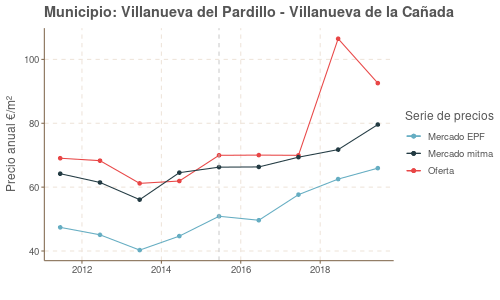 Municipio: Villanueva del Pardillo - Villanueva de la Cañada
Precio anual €/m²
100
80
60
40
2012
2014
2016
2018
Serie de precios
Mercado EPF
Mercado mitma
Oferta